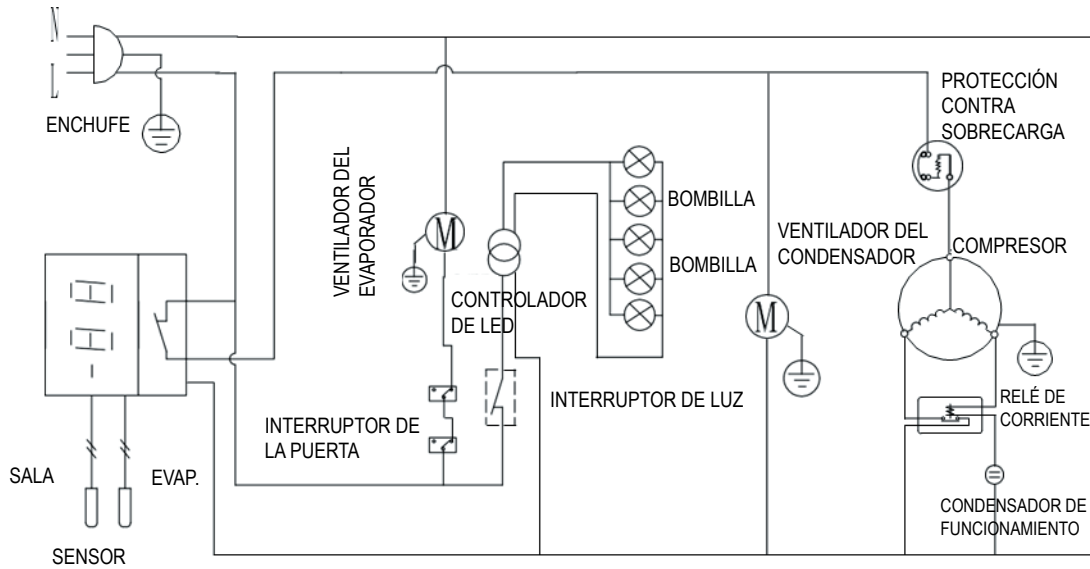 N
L
ENCHUFE
PROTECCIÓN
CONTRA
SOBRECARGA
VENTILADOR DEL
EVAPORADOR
M
BOMBILLA
BOMBILLA
VENTILADOR DEL
CONDENSADOR
COMPRESOR
CONTROLADOR
DE LED
M
INTERRUPTOR DE LUZ
INTERRUPTOR DE
LA PUERTA
RELÉ DE
CORRIENTE
SALA
EVAP.
SENSOR
CONDENSADOR DE
FUNCIONAMIENTO